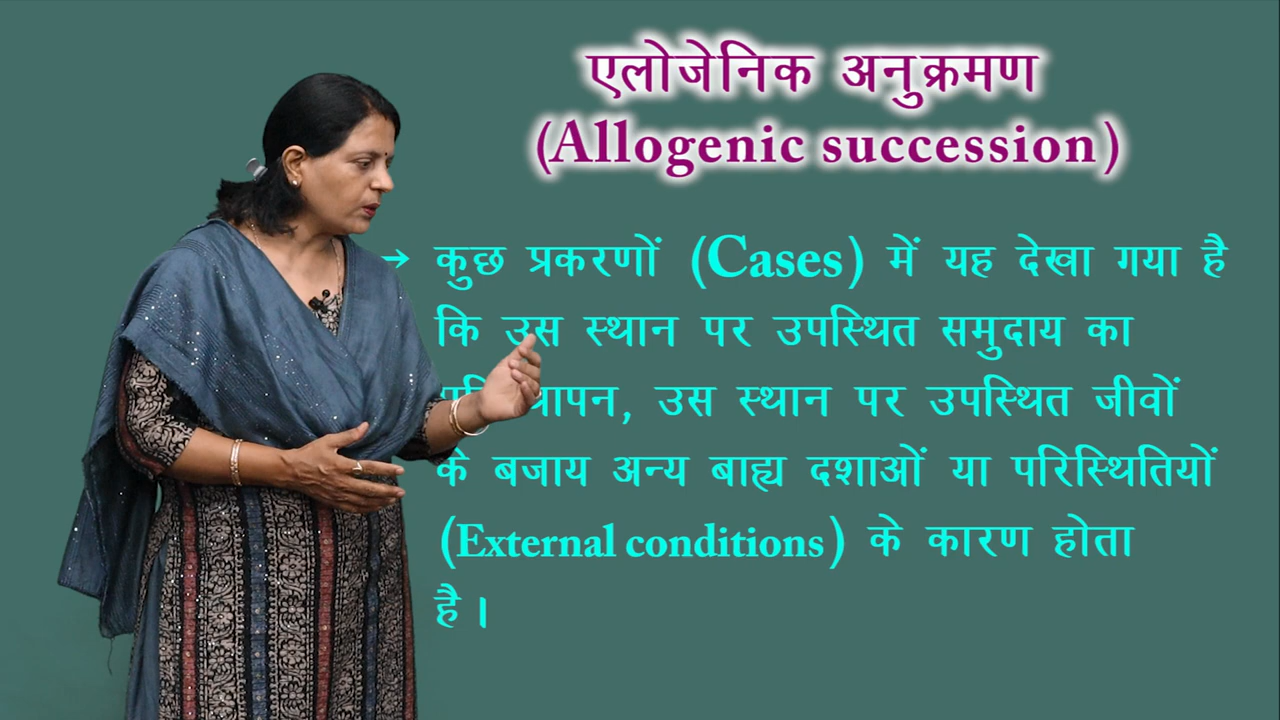 एलोजेनिक अनुक्रमण
(Allogenic succession)
→ कुछ प्रकरणों (Cases) में यह देखा गया है
कि उस स्थान पर उपस्थित समुदाय का
उस स्थान पर उपस्थित जीवों
के बजाय अन्य बाह्य दशाओं या परिस्थितियों
(External conditions) के कारण होता
है।